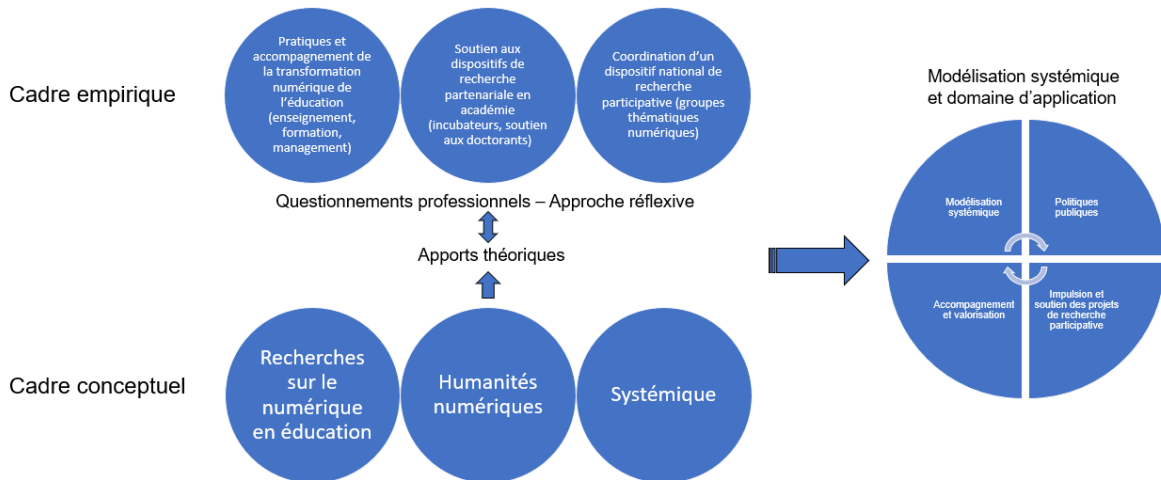 Cadre empirique
Pratiques et
accompagnement de
la transformation
numérique de
l'éducation
(enseignement,
formation,
management)
Soutien aux
dispositifs de
recherche
partenariale en
académie
(incubateurs, soutien
aux doctorants)
Coordination d'un
dispositif national de
recherche
participative (groupes
thématiques
numériques)
Questionnements professionnels – Approche réflexive
Apports théoriques
Cadre conceptuel
Recherches
sur le
numérique
en éducation
Humanités
numériques
Systémique
Modélisation systémique
et domaine d'application
Modélisation
systémique
Politiques
publiques
Accompagnement
et valorisation
Impulsion et
soutien des projets
de recherche
participative